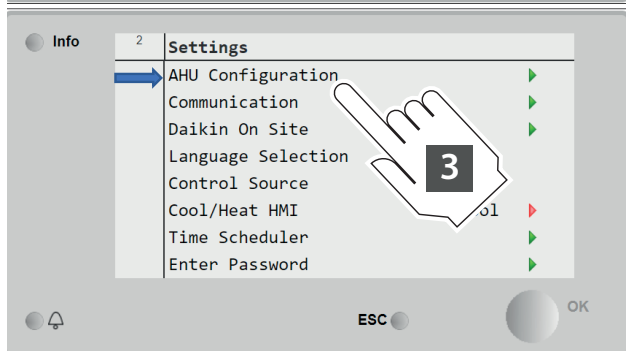 Info
2 Settings
AHU Configuration
Communication
Daikin On Site
Language Selection
Control Source
Cool/Heat HMI
Time Scheduler
Enter Password
3
ESC
OK